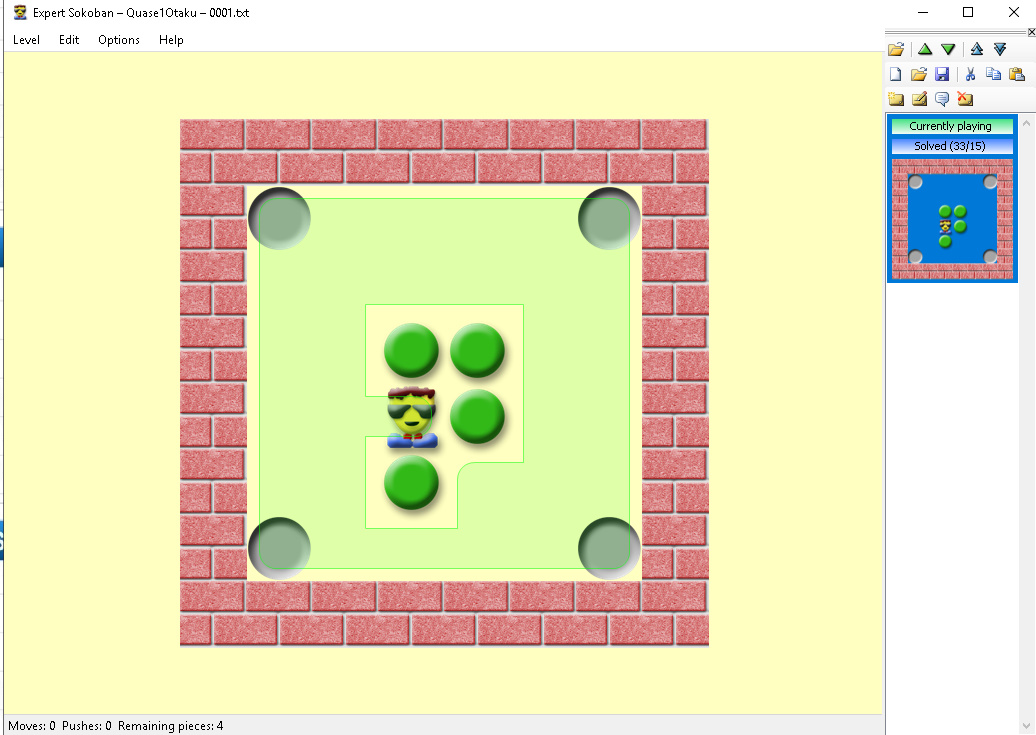 Expert Sokoban – Quase1Otaku – 0001.txt
Level Edit Options Help
Currently playing
Solved (33/15)
Moves: 0 Pushes: 0 Remaining pieces: 4